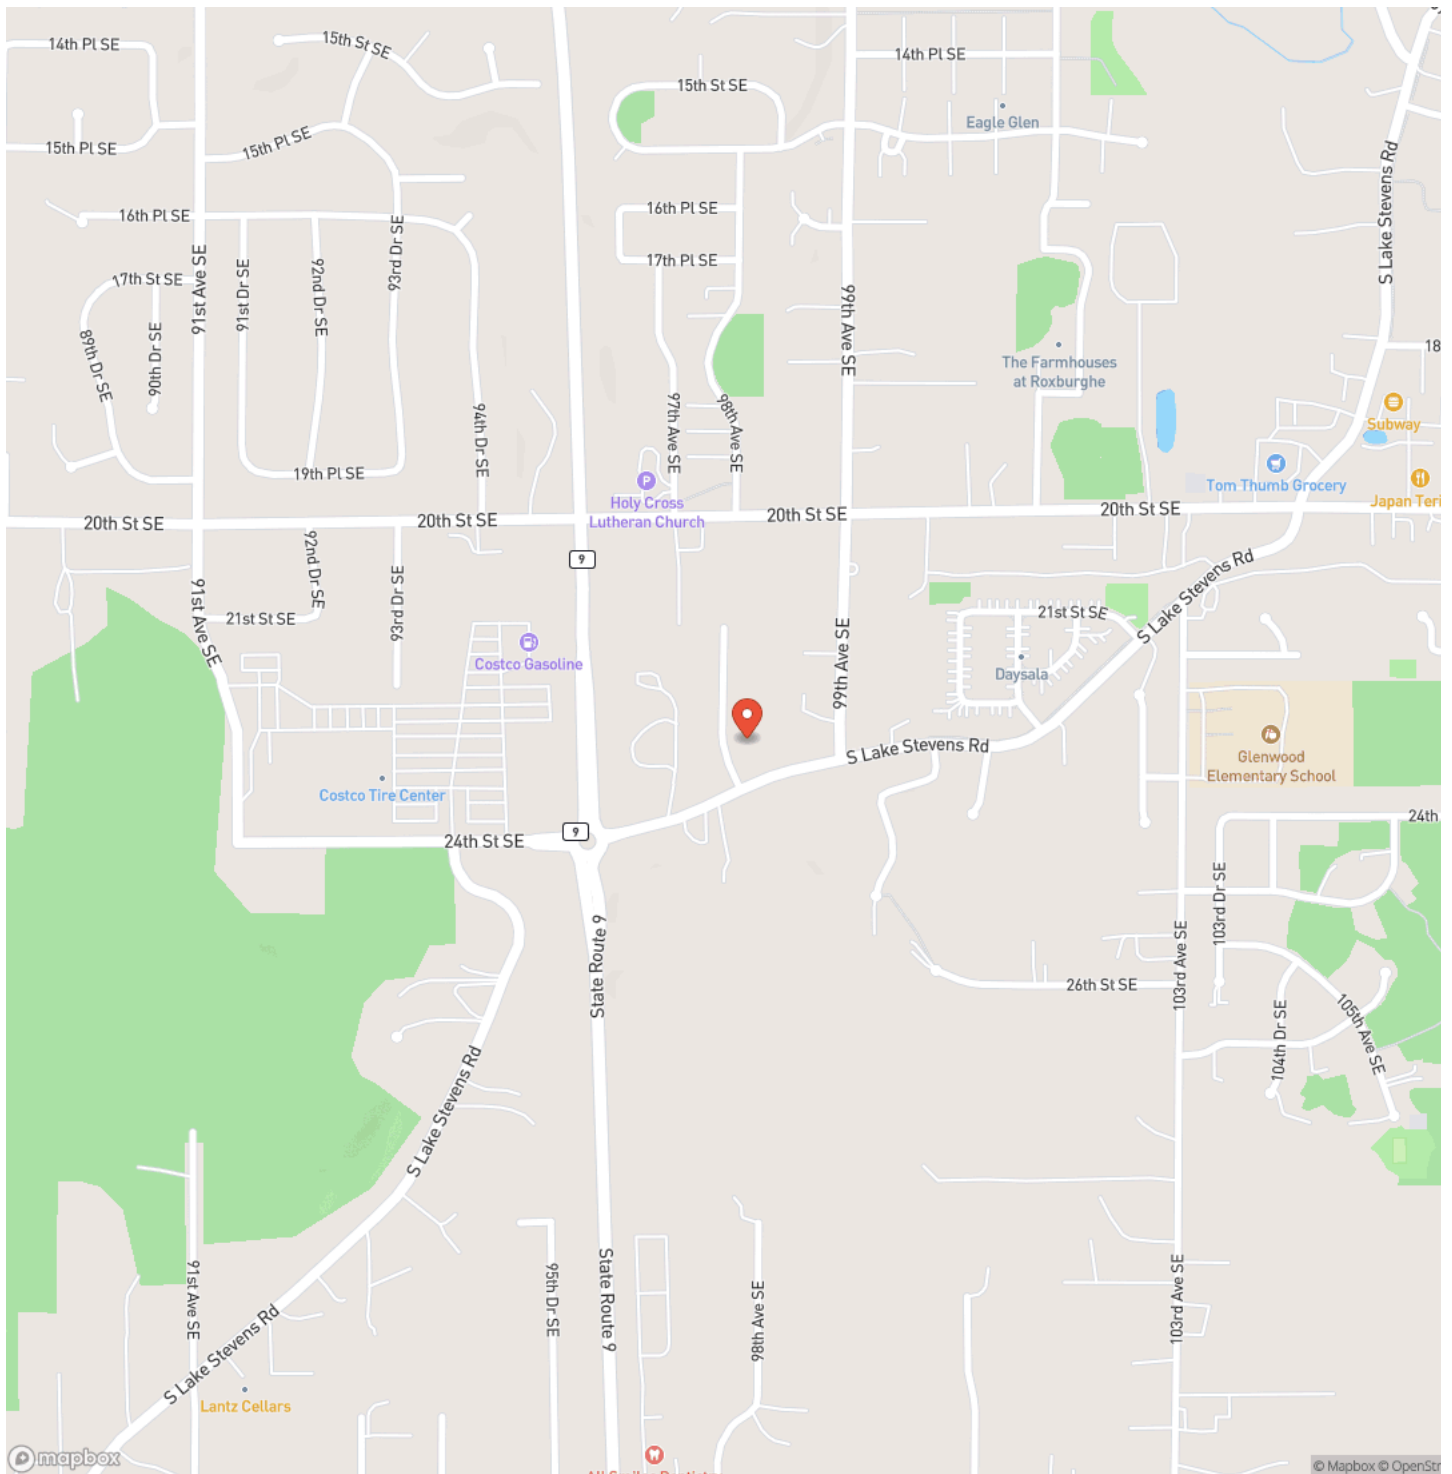 14th Pl SE
15th St SE
14th Pl SE
15th St SE
Eagle Glen
15th Pl SE
15th Pl SE
S Lake Stevens Rd
16th Pl SE
93rd Dr SE
16th Pl SE
17th St SE
91st Ave SE
91st Dr SE
92nd Dr SE
17th Pl SE
99th Ave SE
89th Dr SE
90th Dr SE
The Farmhouses
at Roxburghe
18
94th Dr SE
97th Ave SE
98th Ave SE
Subway
19th Pl SE
Holy Cross
Lutheran Church
Tom Thumb Grocery
Japan Teri
20th St SE
20th St SE
20th St SE
20th St SE
9
92nd Dr SE
93rd Dr SE
91st Ave SE
21st St SE
21st St SE
S Lake Stevens Rd
Costco Gasoline
99th Ave SE
Daysala
S Lake Stevens Rd
Glenwood
Elementary School
Costco Tire Center
24th St SE
9
24th
103rd Dr SE
State Route 9
103rd Ave SE
26th St SE
104th Dr SE
105th Ave SE
S Lake Stevens Rd
91st Ave SE
95th Dr SE
State Route 9
98th Ave SE
103rd Ave SE
S Lake Stevens Rd
Lantz Cellars
mapbox
© Mapbox © OpenStr